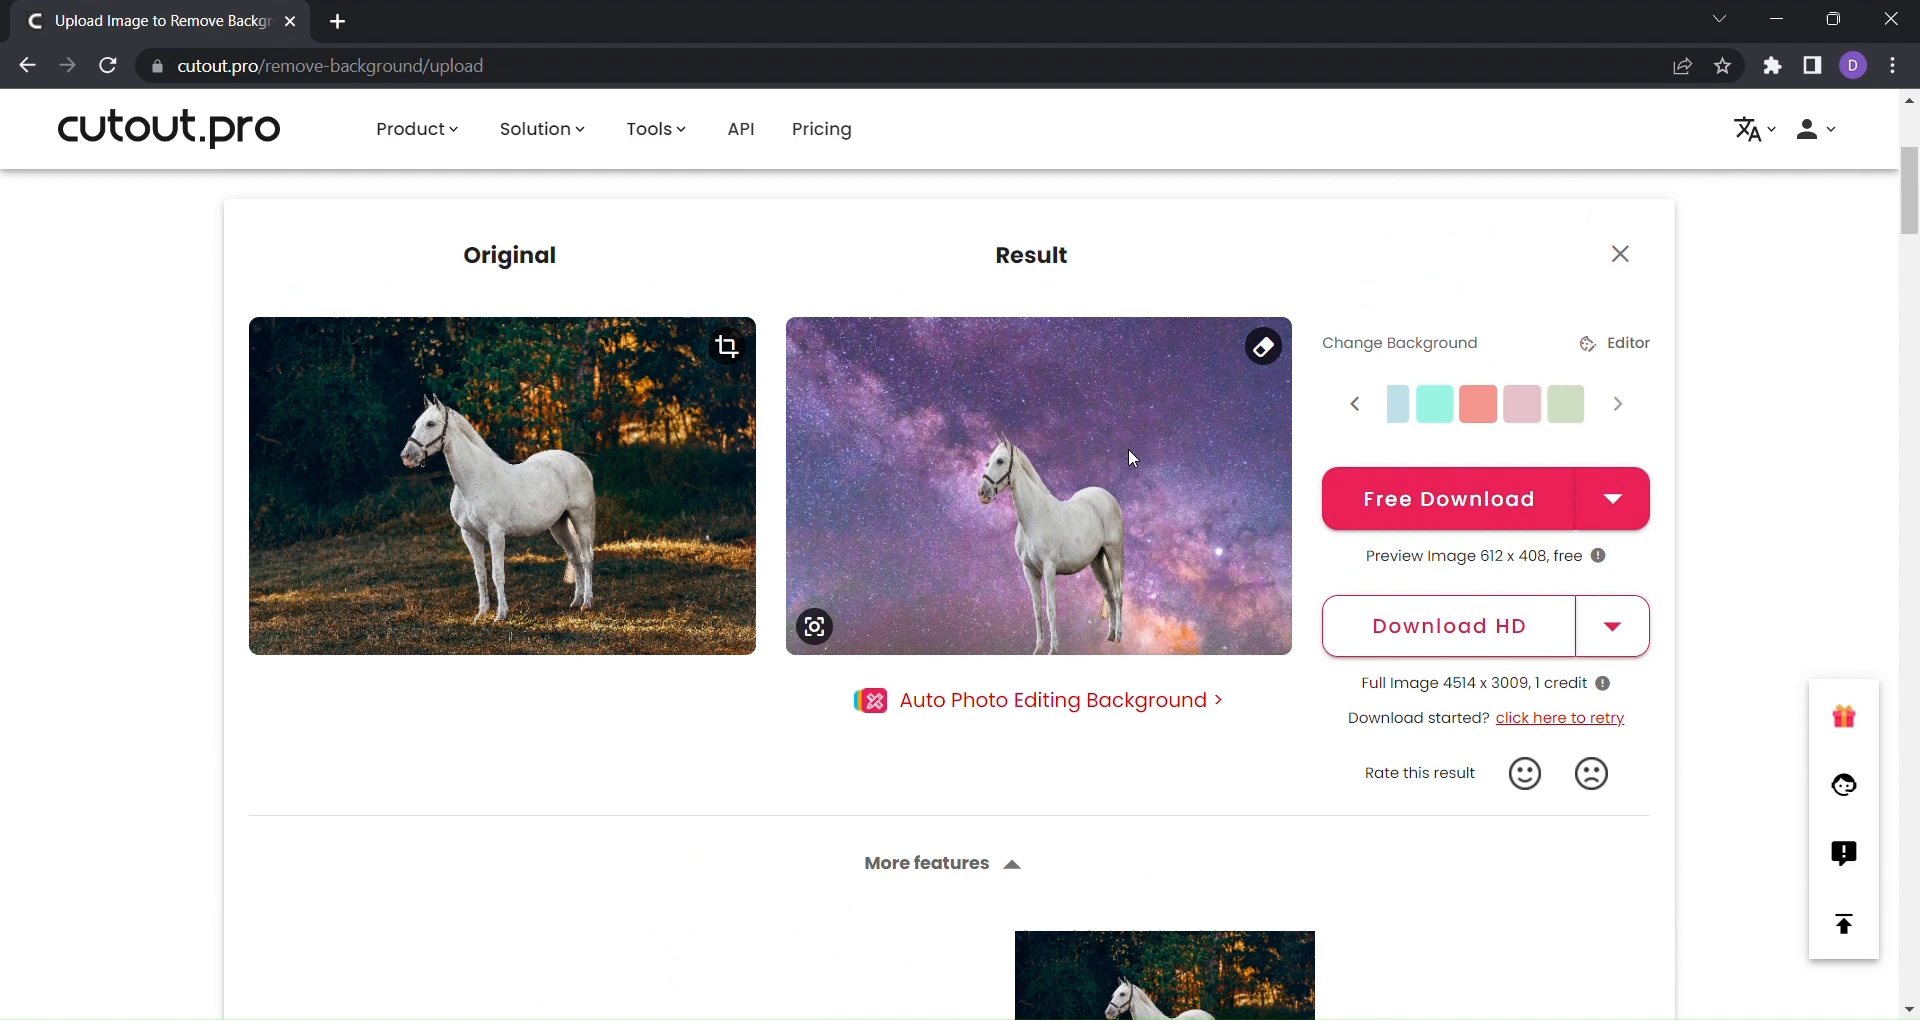 Upload Image to Remove Backgr
cutout.pro/remove-background/upload
D
cutout.pro
Product
Solution
Tools
API
Pricing
Original
Result
Change Background
Editor
Free Download
Preview Image 612 x 408, free
Download HD
Full Image 4514 x 3009, 1 credit
Download started? click here to retry
Auto Photo Editing Background >
Rate this result
More features